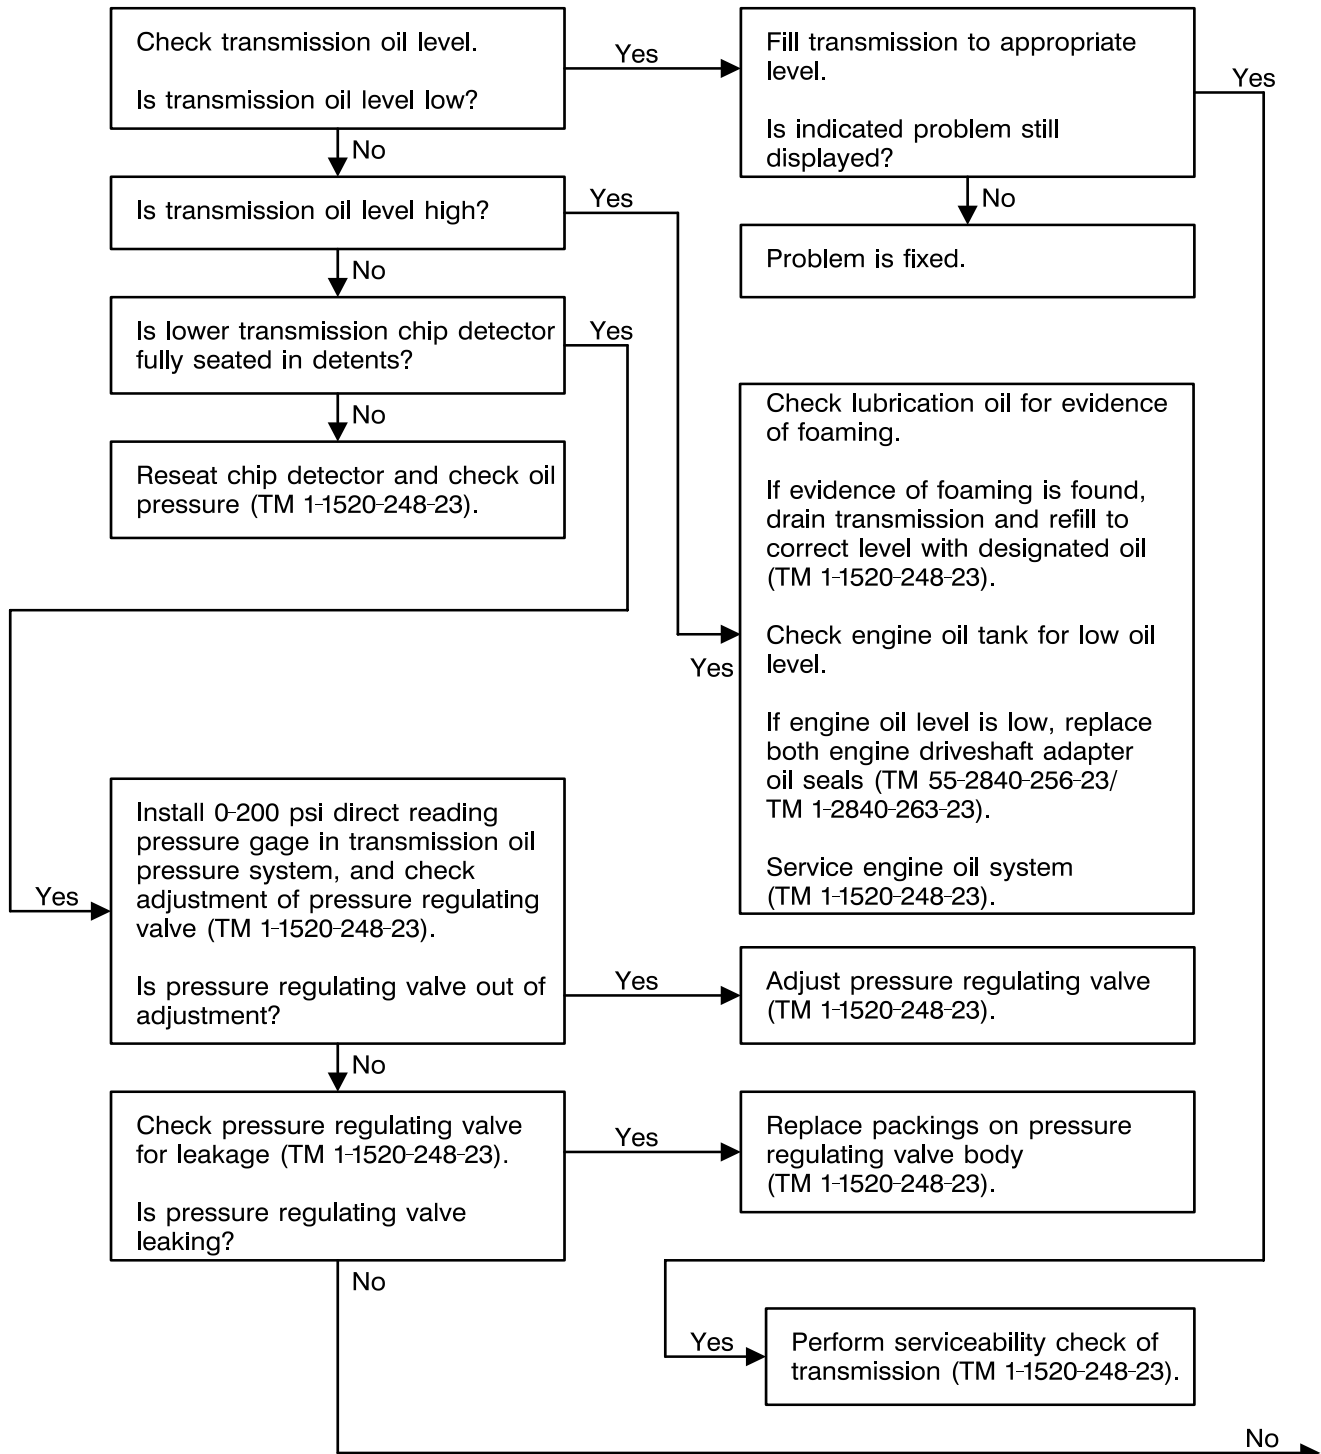 Check transmission oil level.
Is transmission oil level low?
Yes
Fill transmission to appropriate
level.
Is indicated problem still
displayed?
Yes
No
No
Problem is fixed.
Is transmission oil level high?
Yes
No
Is lower transmission chip detector
fully seated in detents?
Yes
No
Reseat chip detector and check oil
pressure (TM 1-1520-248-23).
Yes
Check lubrication oil for evidence
of foaming.
If evidence of foaming is found,
drain transmission and refill to
correct level with designated oil
(TM 1-1520-248-23).
Check engine oil tank for low oil
level.
If engine oil level is low, replace
both engine driveshaft adapter
oil seals (TM 55-2840-256-23/
TM 1-2840-263-23).
Service engine oil system
(TM 1-1520-248-23).
Yes
Install 0-200 psi direct reading
pressure gage in transmission oil
pressure system, and check
adjustment of pressure regulating
valve (TM 1-1520-248-23).
Is pressure regulating valve out of
adjustment?
Yes
Adjust pressure regulating valve
(TM 1-1520-248-23).
No
Check pressure regulating valve
for leakage (TM 1-1520-248-23).
Is pressure regulating valve
leaking?
Yes
Replace packings on pressure
regulating valve body
(TM 1-1520-248-23).
No
Yes
Perform serviceability check of
transmission (TM 1-1520-248-23).
No